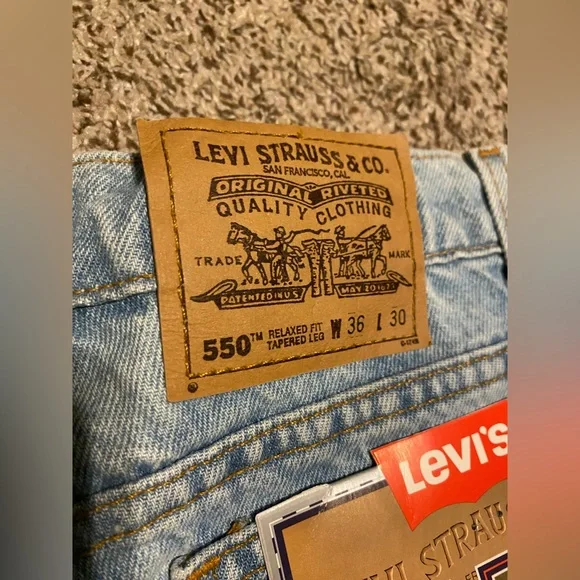 LEVI STRAUSS & CO.
SAN FRANCISCO, CAL.
ORIGINAL RIVETED
QUALITY CLOTHING
TRADE MARK
PATENTED IN U.S. MAY 20 1873
550™ RELAXED FIT W 36 L 30
TAPERED LEG
Levi's
STRAUS